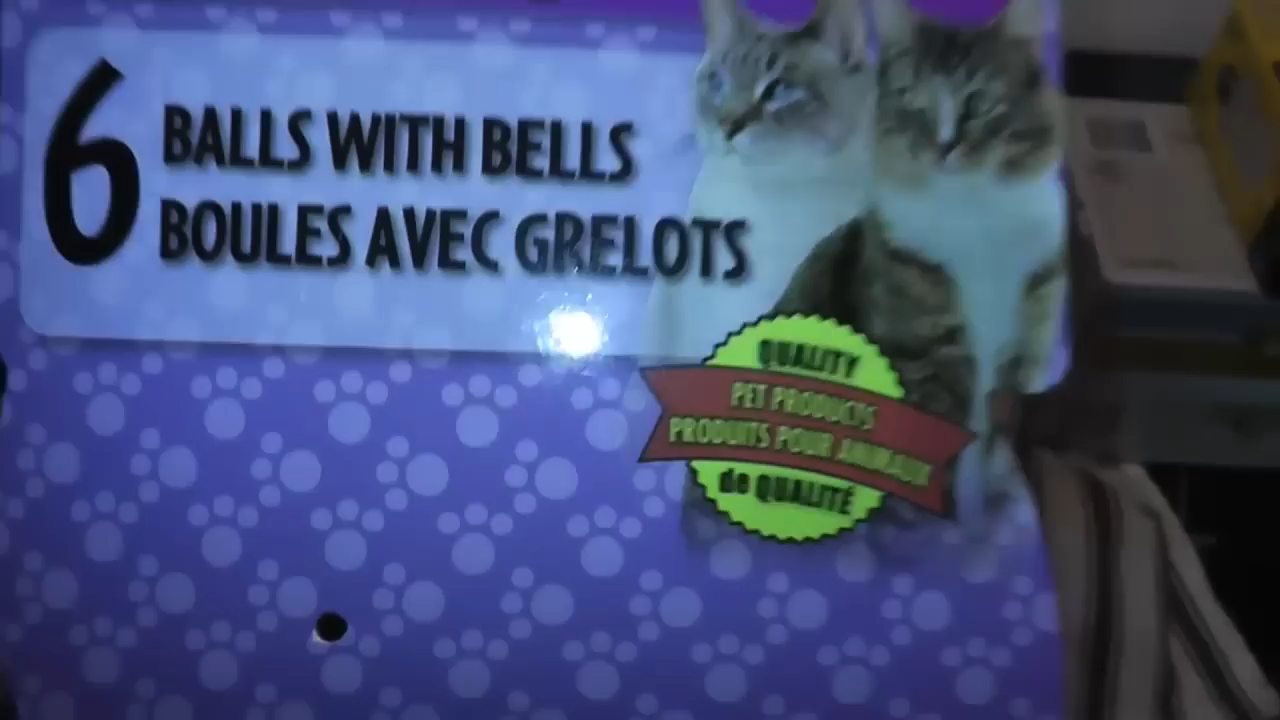 6
BALLS WITH BELLS
BOULES AVEC GRELOTS
QUALITY
PET PRODUCTS
PRODUITS POUR ANIMAUX
de QUALITÉ